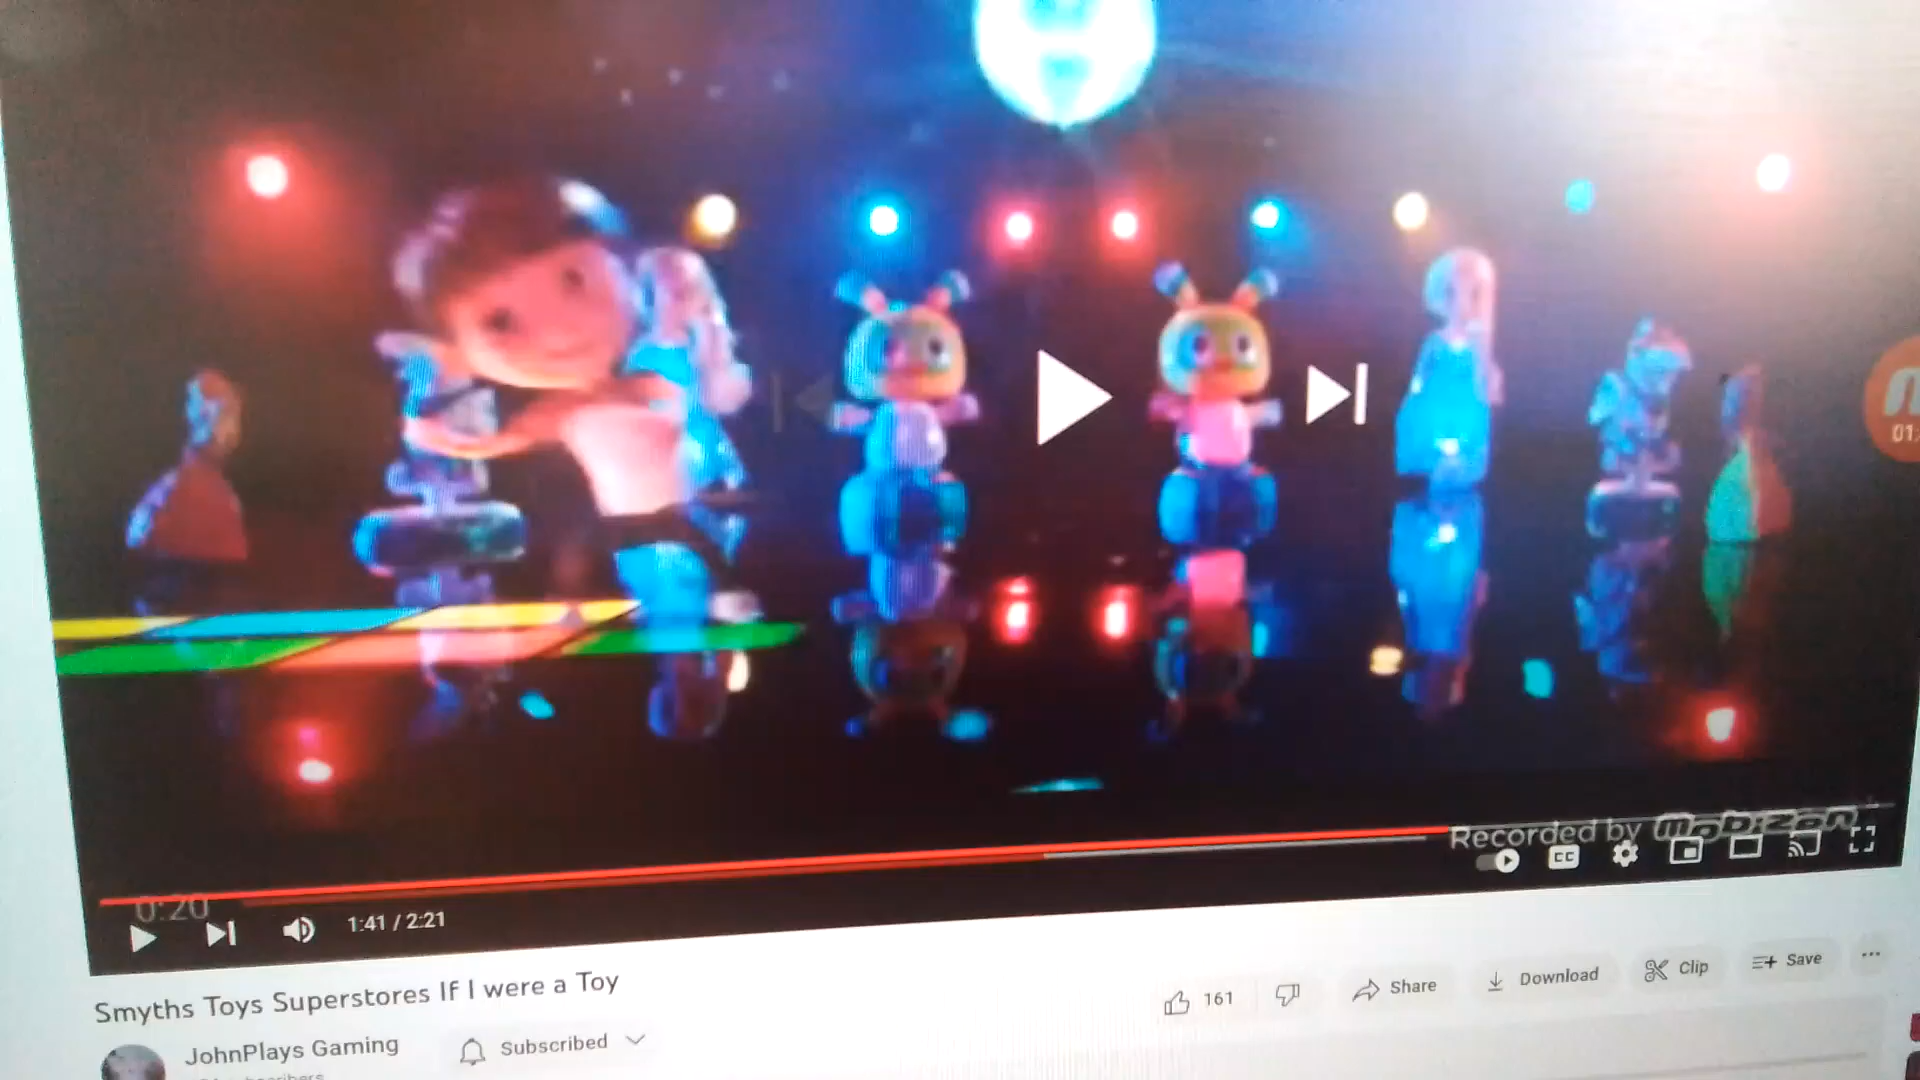 01:
Recorded by mobizen
CC
0:20
1:41 / 2:21
Smyths Toys Superstores If I were a Toy
161
Share
Download
Clip
Save
JohnPlays Gaming
Subscribed